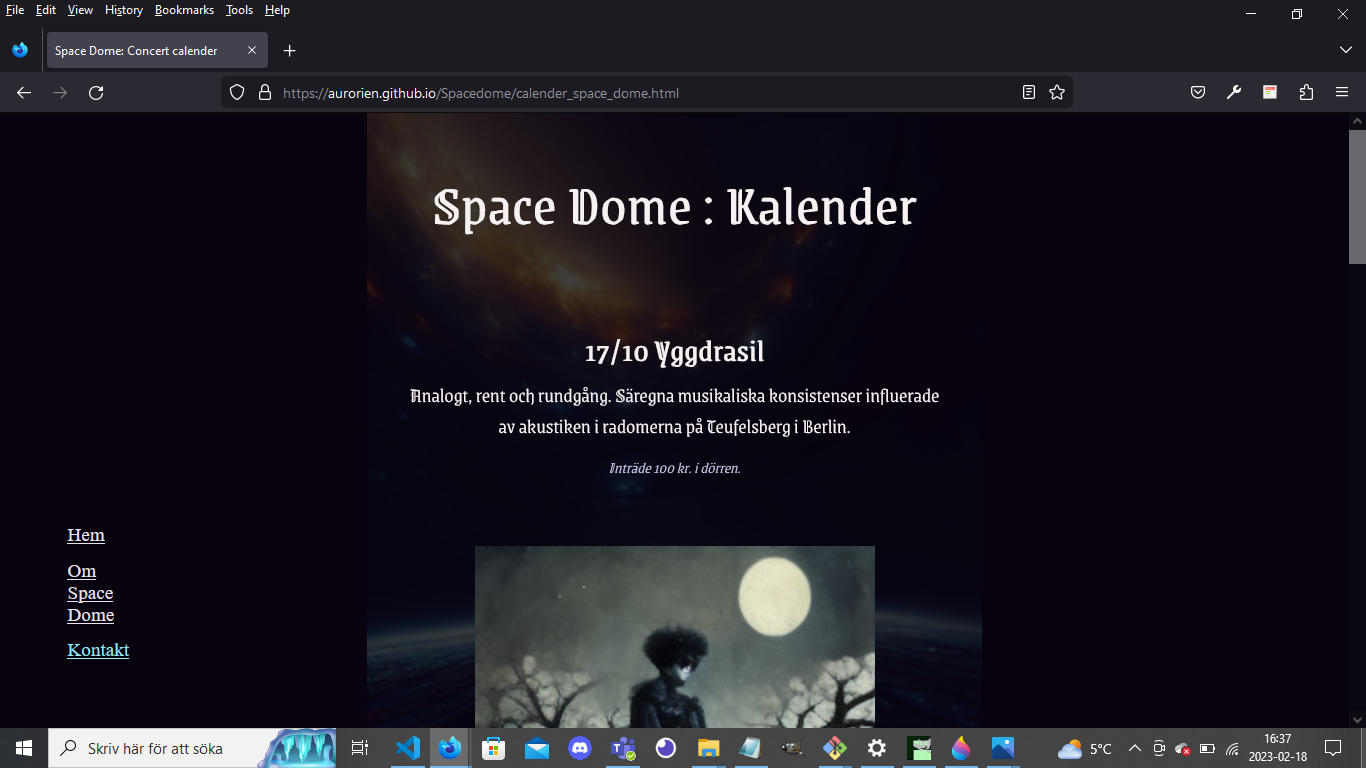 File Edit View History Bookmarks Tools Help
Space Dome: Concert calender
https://aurorien.github.io/Spacedome/calender_space_dome.html
Space Dome : Kalender
17/10 Yggdrasil
Analogt, rent och rundgång. Säregna musikaliska konsistenser influerade
av akustiken i radomerna på Teufelsberg i Berlin.
Inträde 100 kr. i dörren.
Hem
Om
Space
Dome
Kontakt
Skriv här för att söka
5°C
16:37
2023-02-18